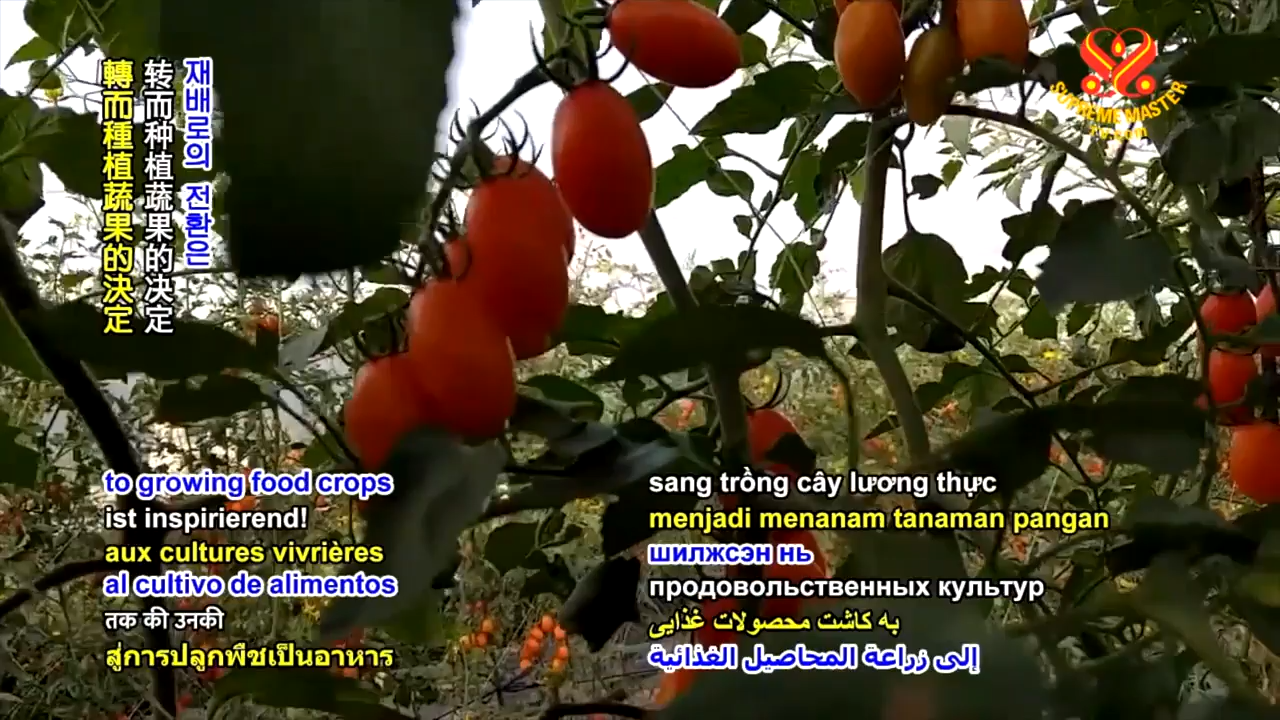 재배로의 전환은
转而种植蔬果的决定
轉而種植蔬果的決定
SUPREME MASTER
TV.com
to growing food crops
ist inspirierend!
aux cultures vivrières
al cultivo de alimentos
तक की उनकी
สู่การปลูกพืชเป็นอาหาร
sang trồng cây lương thực
menjadi menanam tanaman pangan
шилжсэн нь
продовольственных культур
به کاشت محصولات غذایی
إلى زراعة المحاصيل الغذائية